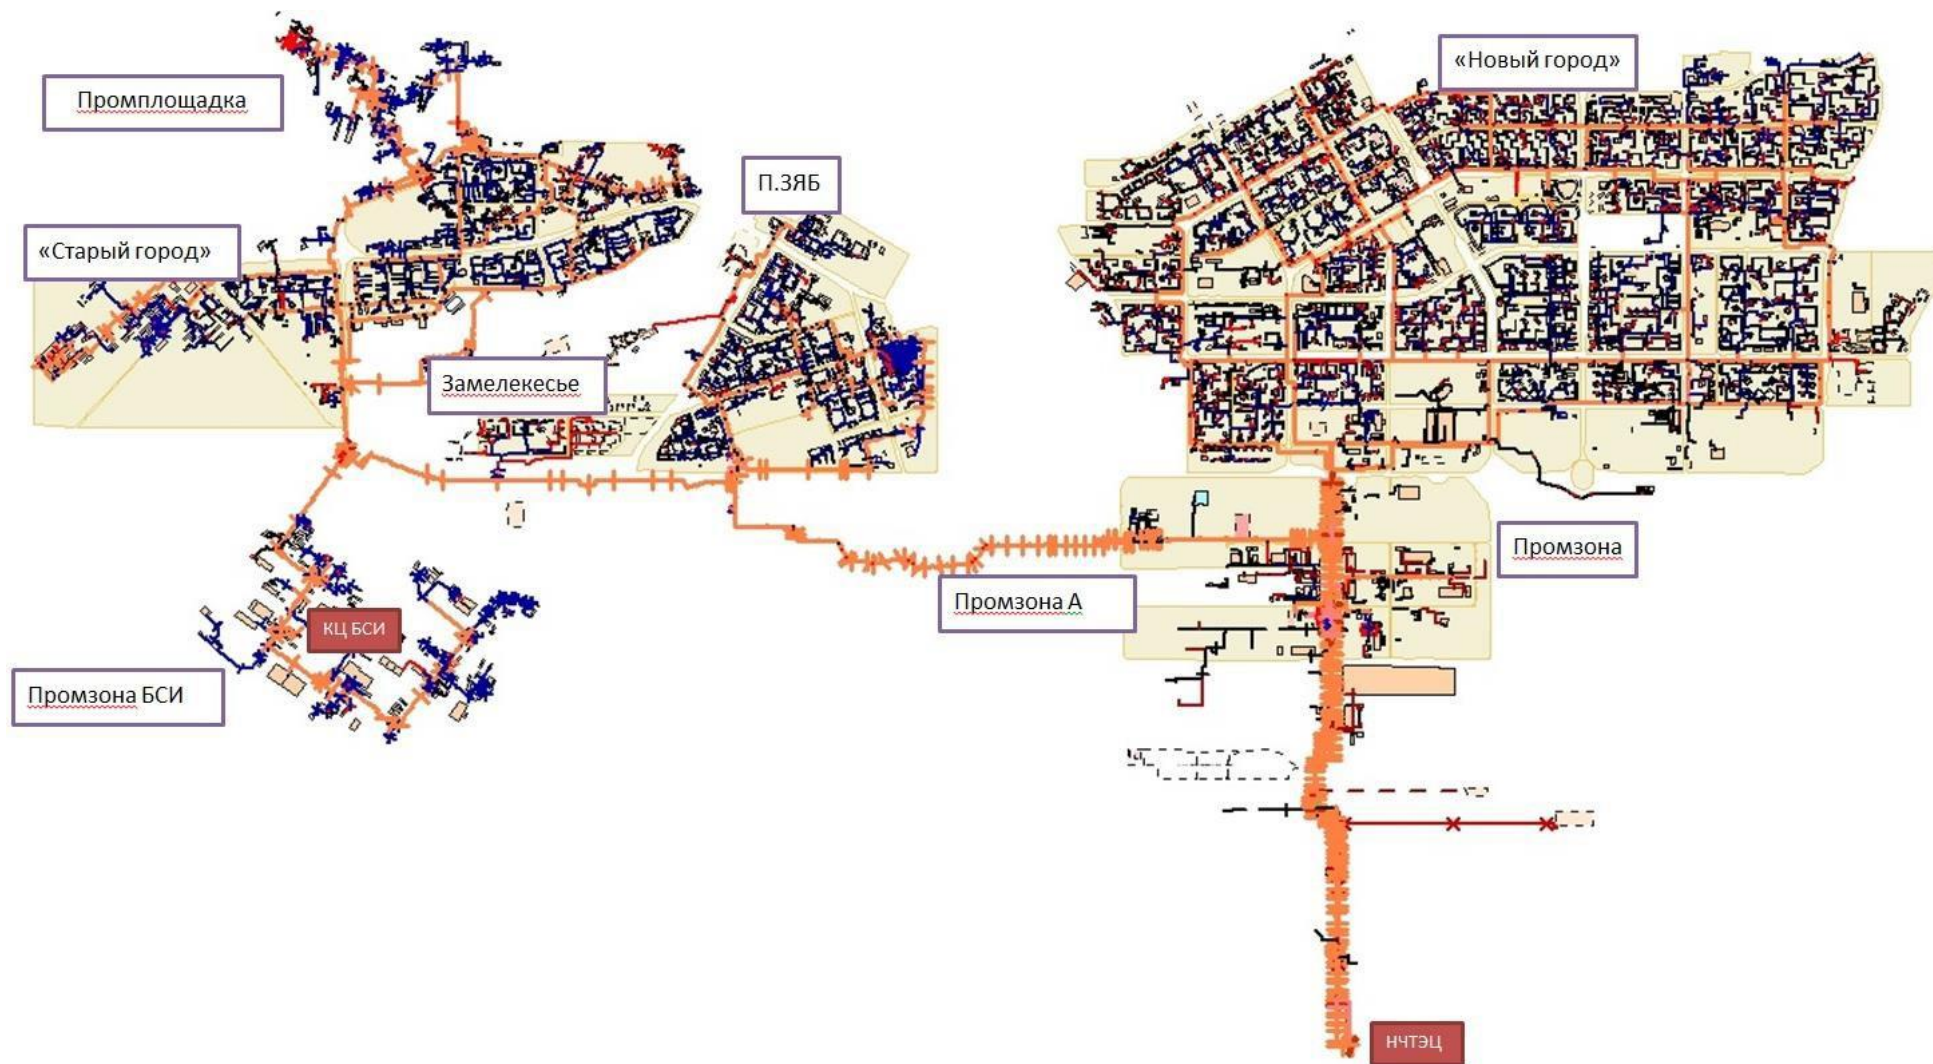 «Новый город»
Промплощадка
П.ЗЯБ
«Старый город»
Замелекесье
Промзона
Промзона А
КЦ БСИ
Промзона БСИ
НЧТЭЦ